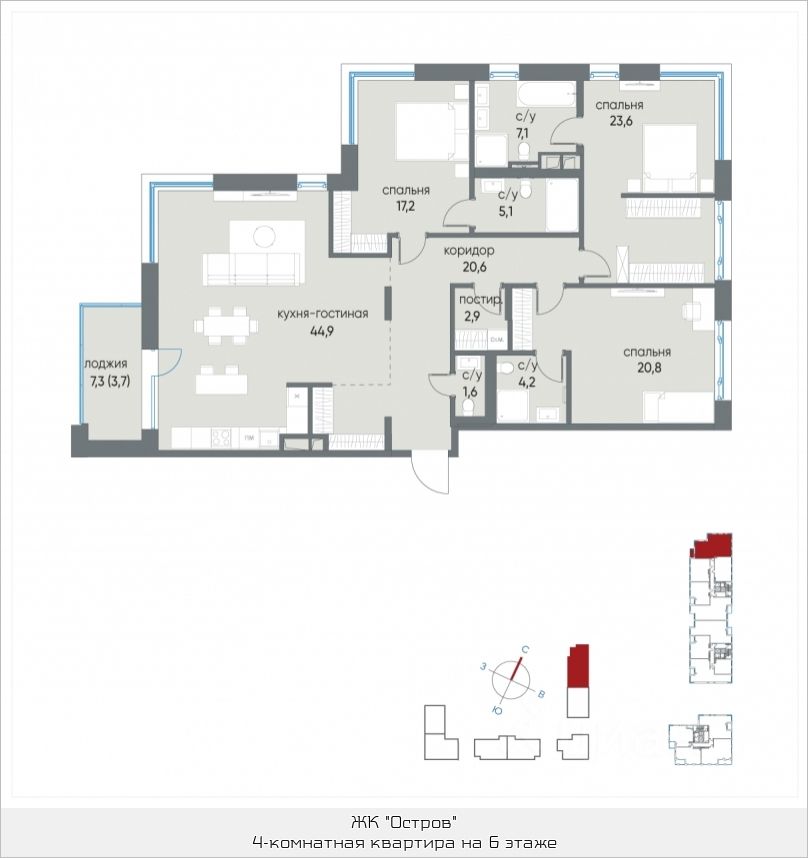 с/у
7,1
спальня
23,6
спальня
17,2
с/у
5,1
коридор
20,6
кухня-гостиная
44,9
постир.
2,9
с/у
1,6
с/у
4,2
спальня
20,8
лоджия
7,3 (3,7)
ПМ
С
З
В
Ю
ЖК "Остров"
4-комнатная квартира на 6 этаже